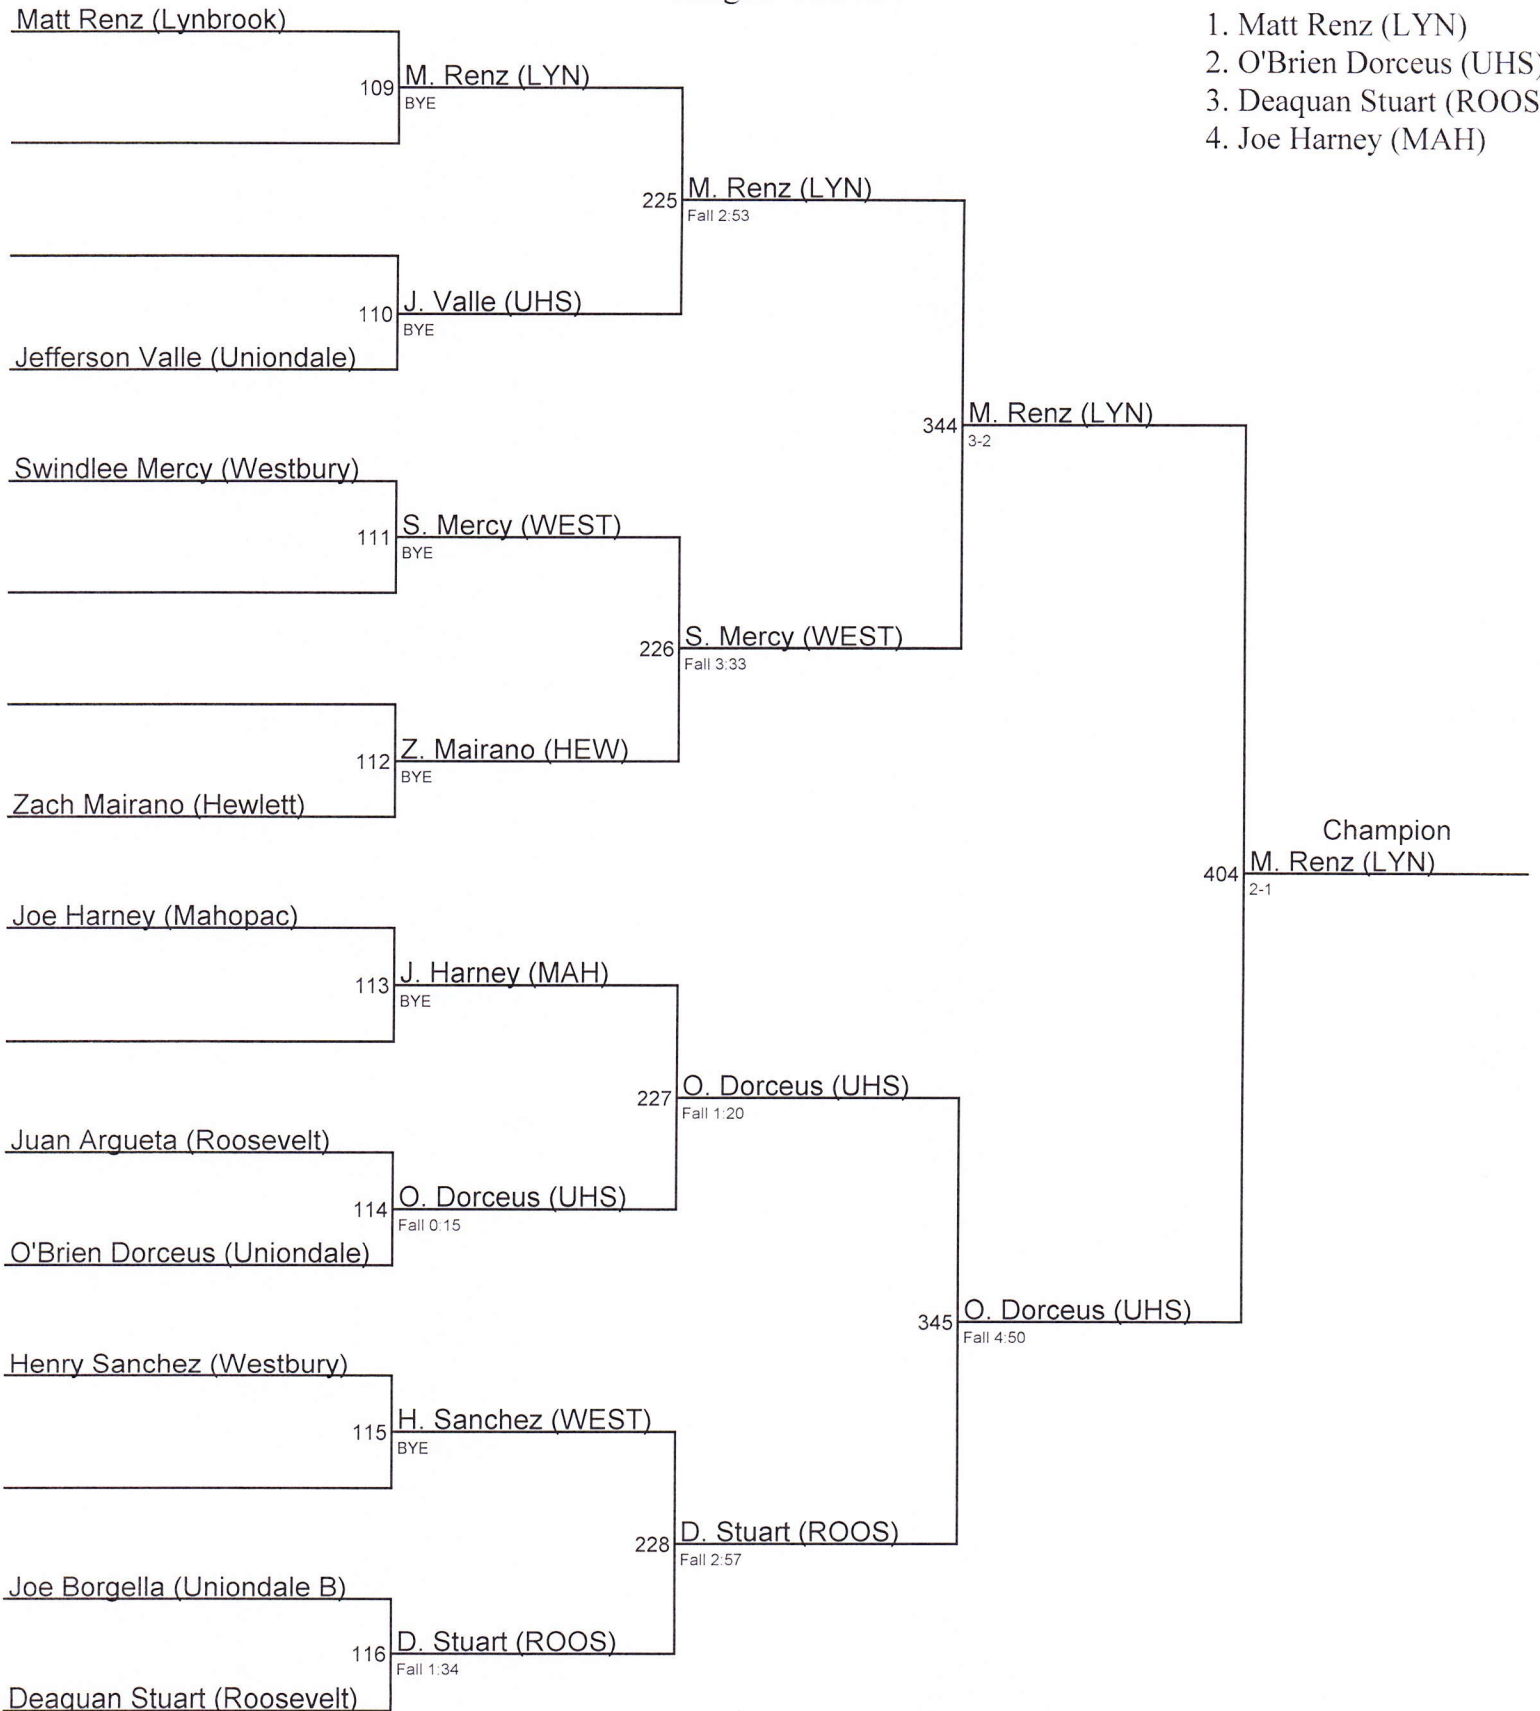 Matt Renz (Lynbrook)
1. Matt Renz (LYN)
2. O'Brien Dorceus (UHS)
3. Deaquan Stuart (ROOS
4. Joe Harney (MAH)
109
M. Renz (LYN)
BYE
225
M. Renz (LYN)
Fall 2:53
110
J. Valle (UHS)
BYE
Jefferson Valle (Uniondale)
344
M. Renz (LYN)
3-2
Swindlee Mercy (Westbury)
111
S. Mercy (WEST)
BYE
226
S. Mercy (WEST)
Fall 3:33
112
Z. Mairano (HEW)
BYE
Zach Mairano (Hewlett)
Champion
404
M. Renz (LYN)
2-1
Joe Harney (Mahopac)
113
J. Harney (MAH)
BYE
227
O. Dorceus (UHS)
Fall 1:20
Juan Argueta (Roosevelt)
114
O. Dorceus (UHS)
Fall 0:15
O'Brien Dorceus (Uniondale)
345
O. Dorceus (UHS)
Fall 4:50
Henry Sanchez (Westbury)
115
H. Sanchez (WEST)
BYE
228
D. Stuart (ROOS)
Fall 2:57
Joe Borgella (Uniondale B)
116
D. Stuart (ROOS)
Fall 1:34
Deaquan Stuart (Roosevelt)